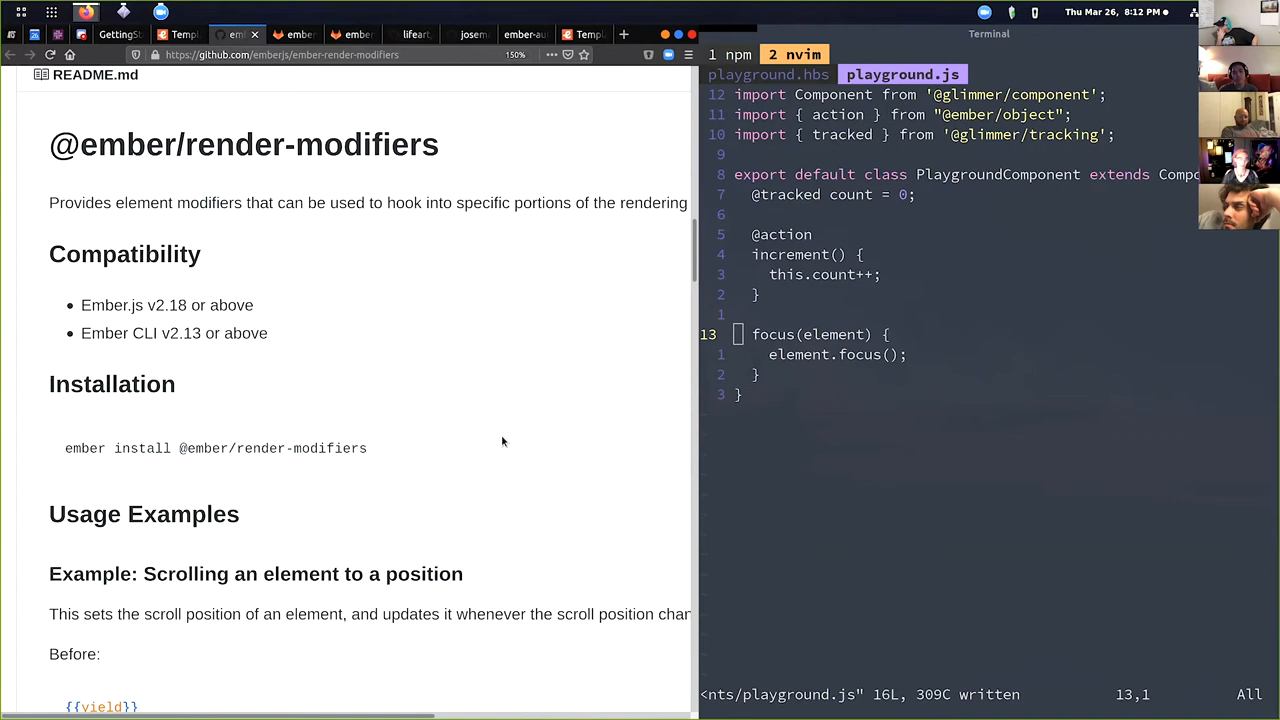 Thu Mar 26, 8:12 PM
GettingSt
Templ
em
ember
ember
lifeart,
josem
ember-au
Templ
https://github.com/emberjs/ember-render-modifiers
150%
README.md
@ember/render-modifiers
Provides element modifiers that can be used to hook into specific portions of the rendering
Compatibility
Ember.js v2.18 or above
Ember CLI v2.13 or above
Installation
ember install @ember/render-modifiers
Usage Examples
Example: Scrolling an element to a position
This sets the scroll position of an element, and updates it whenever the scroll position chan
Before:
{{yield}}
Terminal
1 npm 2 nvim
playground.hbs playground.js
12 import Component from '@glimmer/component';
11 import { action } from "@ember/object";
10 import { tracked } from '@glimmer/tracking';
9
8 export default class PlaygroundComponent extends Compo
7 @tracked count = 0;
6
5 @action
4 increment() {
3 this.count++;
2 }
1
13 focus(element) {
1 element.focus();
2 }
3 }
<nts/playground.js" 16L, 309C written 13,1 All